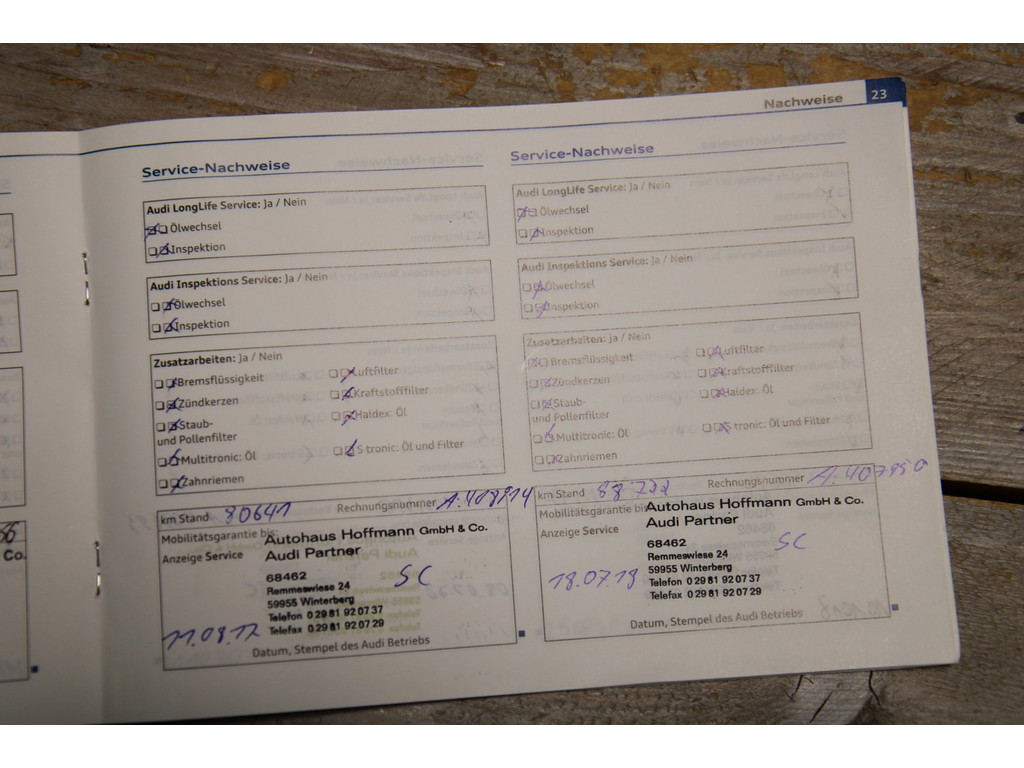 Nachweise 23
Service-Nachweise
Audi LongLife Service: Ja / Nein
Ölwechsel
Inspektion
Audi Inspektions Service: Ja / Nein
Ölwechsel
Inspektion
Zusatzarbeiten: Ja / Nein
Bremsflüssigkeit
Zündkerzen
Staub-
und Pollenfilter
Multitronic: Öl
Zahnriemen
Luftfilter
Kraftstofffilter
Haldex: Öl
S tronic: Öl und Filter
km Stand 80641 Rechnungsnummer
Mobilitätsgarantie bis:
Anzeige Service
Autohaus Hoffmann GmbH & Co.
Audi Partner
68462
Remmeswiese 24
59955 Winterberg
Telefon 0 29 81 92 07 37
Telefax 0 29 81 92 07 29
SC
11.08.17
Datum, Stempel des Audi Betriebs
Service-Nachweise
Audi LongLife Service: Ja / Nein
Ölwechsel
Inspektion
Audi Inspektions Service: Ja / Nein
Ölwechsel
Inspektion
Zusatzarbeiten: Ja / Nein
Bremsflüssigkeit
Zündkerzen
Staub-
und Pollenfilter
Multitronic: Öl
Zahnriemen
Luftfilter
Kraftstofffilter
Haldex: Öl
S tronic: Öl und Filter
km Stand Rechnungsnummer
Mobilitätsgarantie bis
Anzeige Service
Autohaus Hoffmann GmbH & Co.
Audi Partner
68462
Remmeswiese 24
59955 Winterberg
Telefon 0 29 81 92 07 37
Telefax 0 29 81 92 07 29
SC
18.07.18
Datum, Stempel des Audi Betriebs
Co.